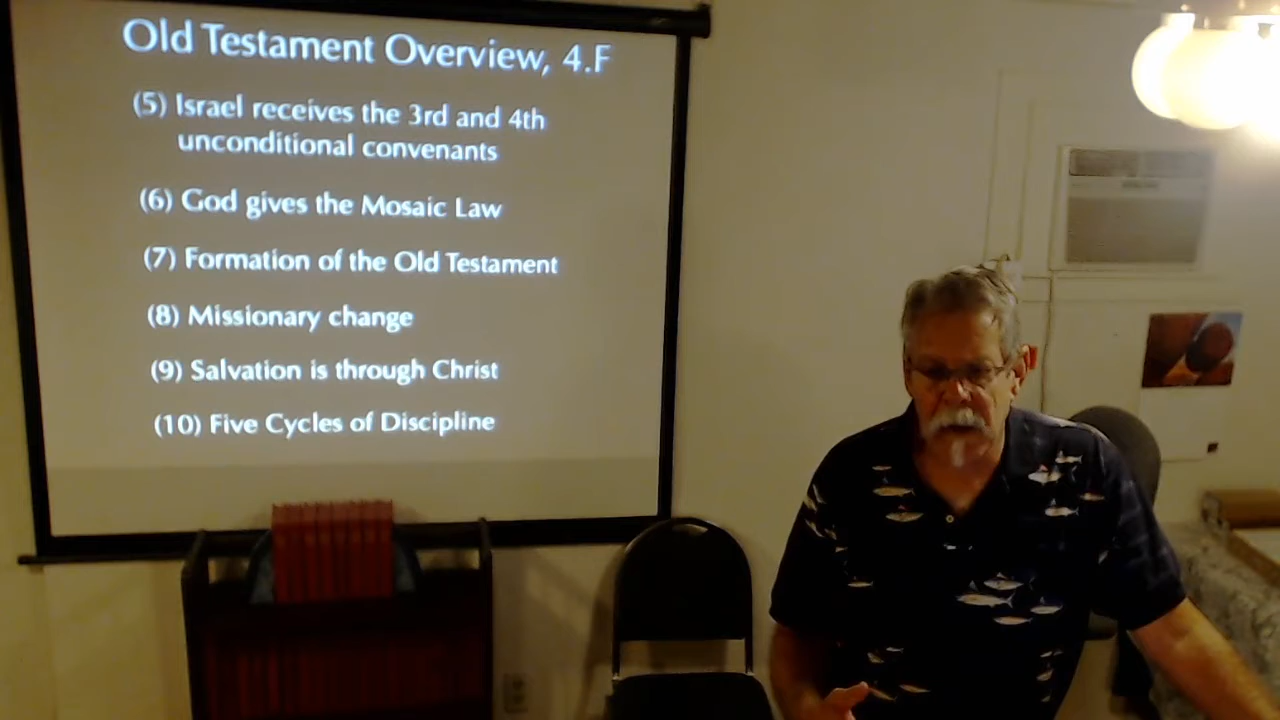 Old Testament Overview, 4.F
(5) Israel receives the 3rd and 4th
unconditional convenants
(6) God gives the Mosaic Law
(7) Formation of the Old Testament
(8) Missionary change
(9) Salvation is through Christ
(10) Five Cycles of Discipline